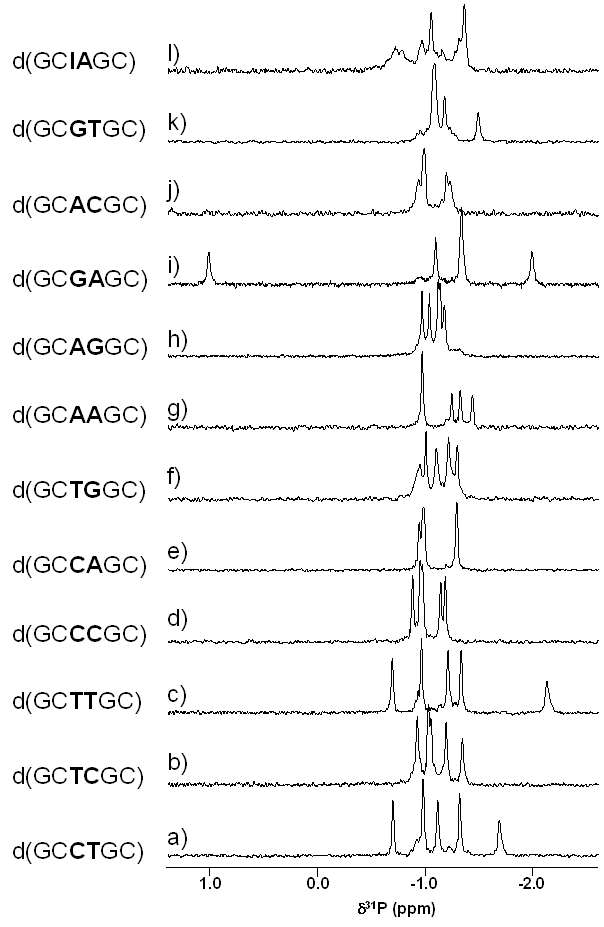 d(GCIAGC) l)
d(GCGTGC) k)
d(GCACGC) j)
d(GCGAGC) i)
d(GCAGGC) h)
d(GCAAGC) g)
d(GCTGGC) f)
d(GCCAGC) e)
d(GCCCGC) d)
d(GCTTGC) c)
d(GCTCGC) b)
d(GCCTGC) a)
1.0 0.0 -1.0 -2.0
δ³¹P (ppm)